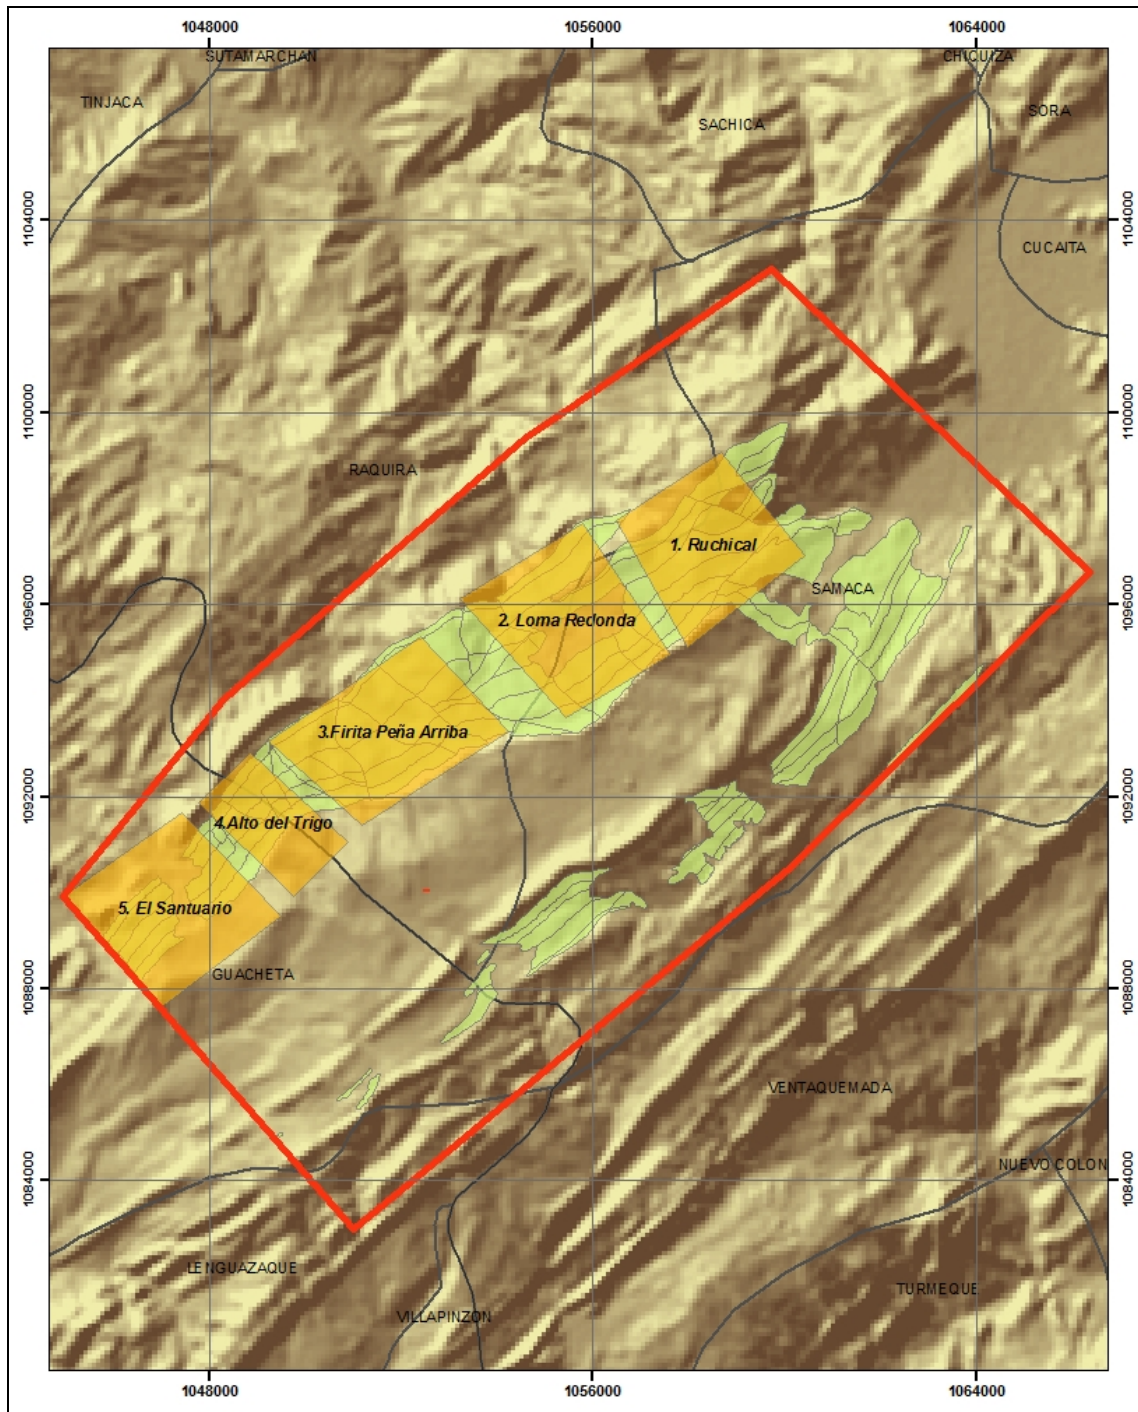 1048000
1056000
1064000
SUTAMARCHAN
CHIQUIZA
TINJACA
SORA
SACHICA
1104000
1104000
CUCAITA
1100000
1100000
RAQUIRA
1. Ruchical
SAMACA
1096000
1096000
2. Loma Redonda
3.Firita Peña Arriba
1092000
1092000
4.Alto del Trigo
5. El Santuario
GUACHETA
1088000
1088000
VENTAQUEMADA
NUEVO COLON
1084000
1084000
LENGUAZAQUE
TURMEQUE
VILLAPINZON
1048000
1056000
1064000